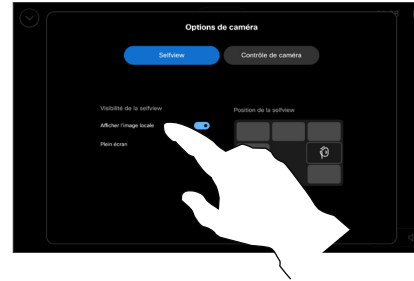 Options de caméra
Selfview
Contrôle de caméra
Visibilité de la selfview
Position de la selfview
Afficher l'image locale
Plein écran